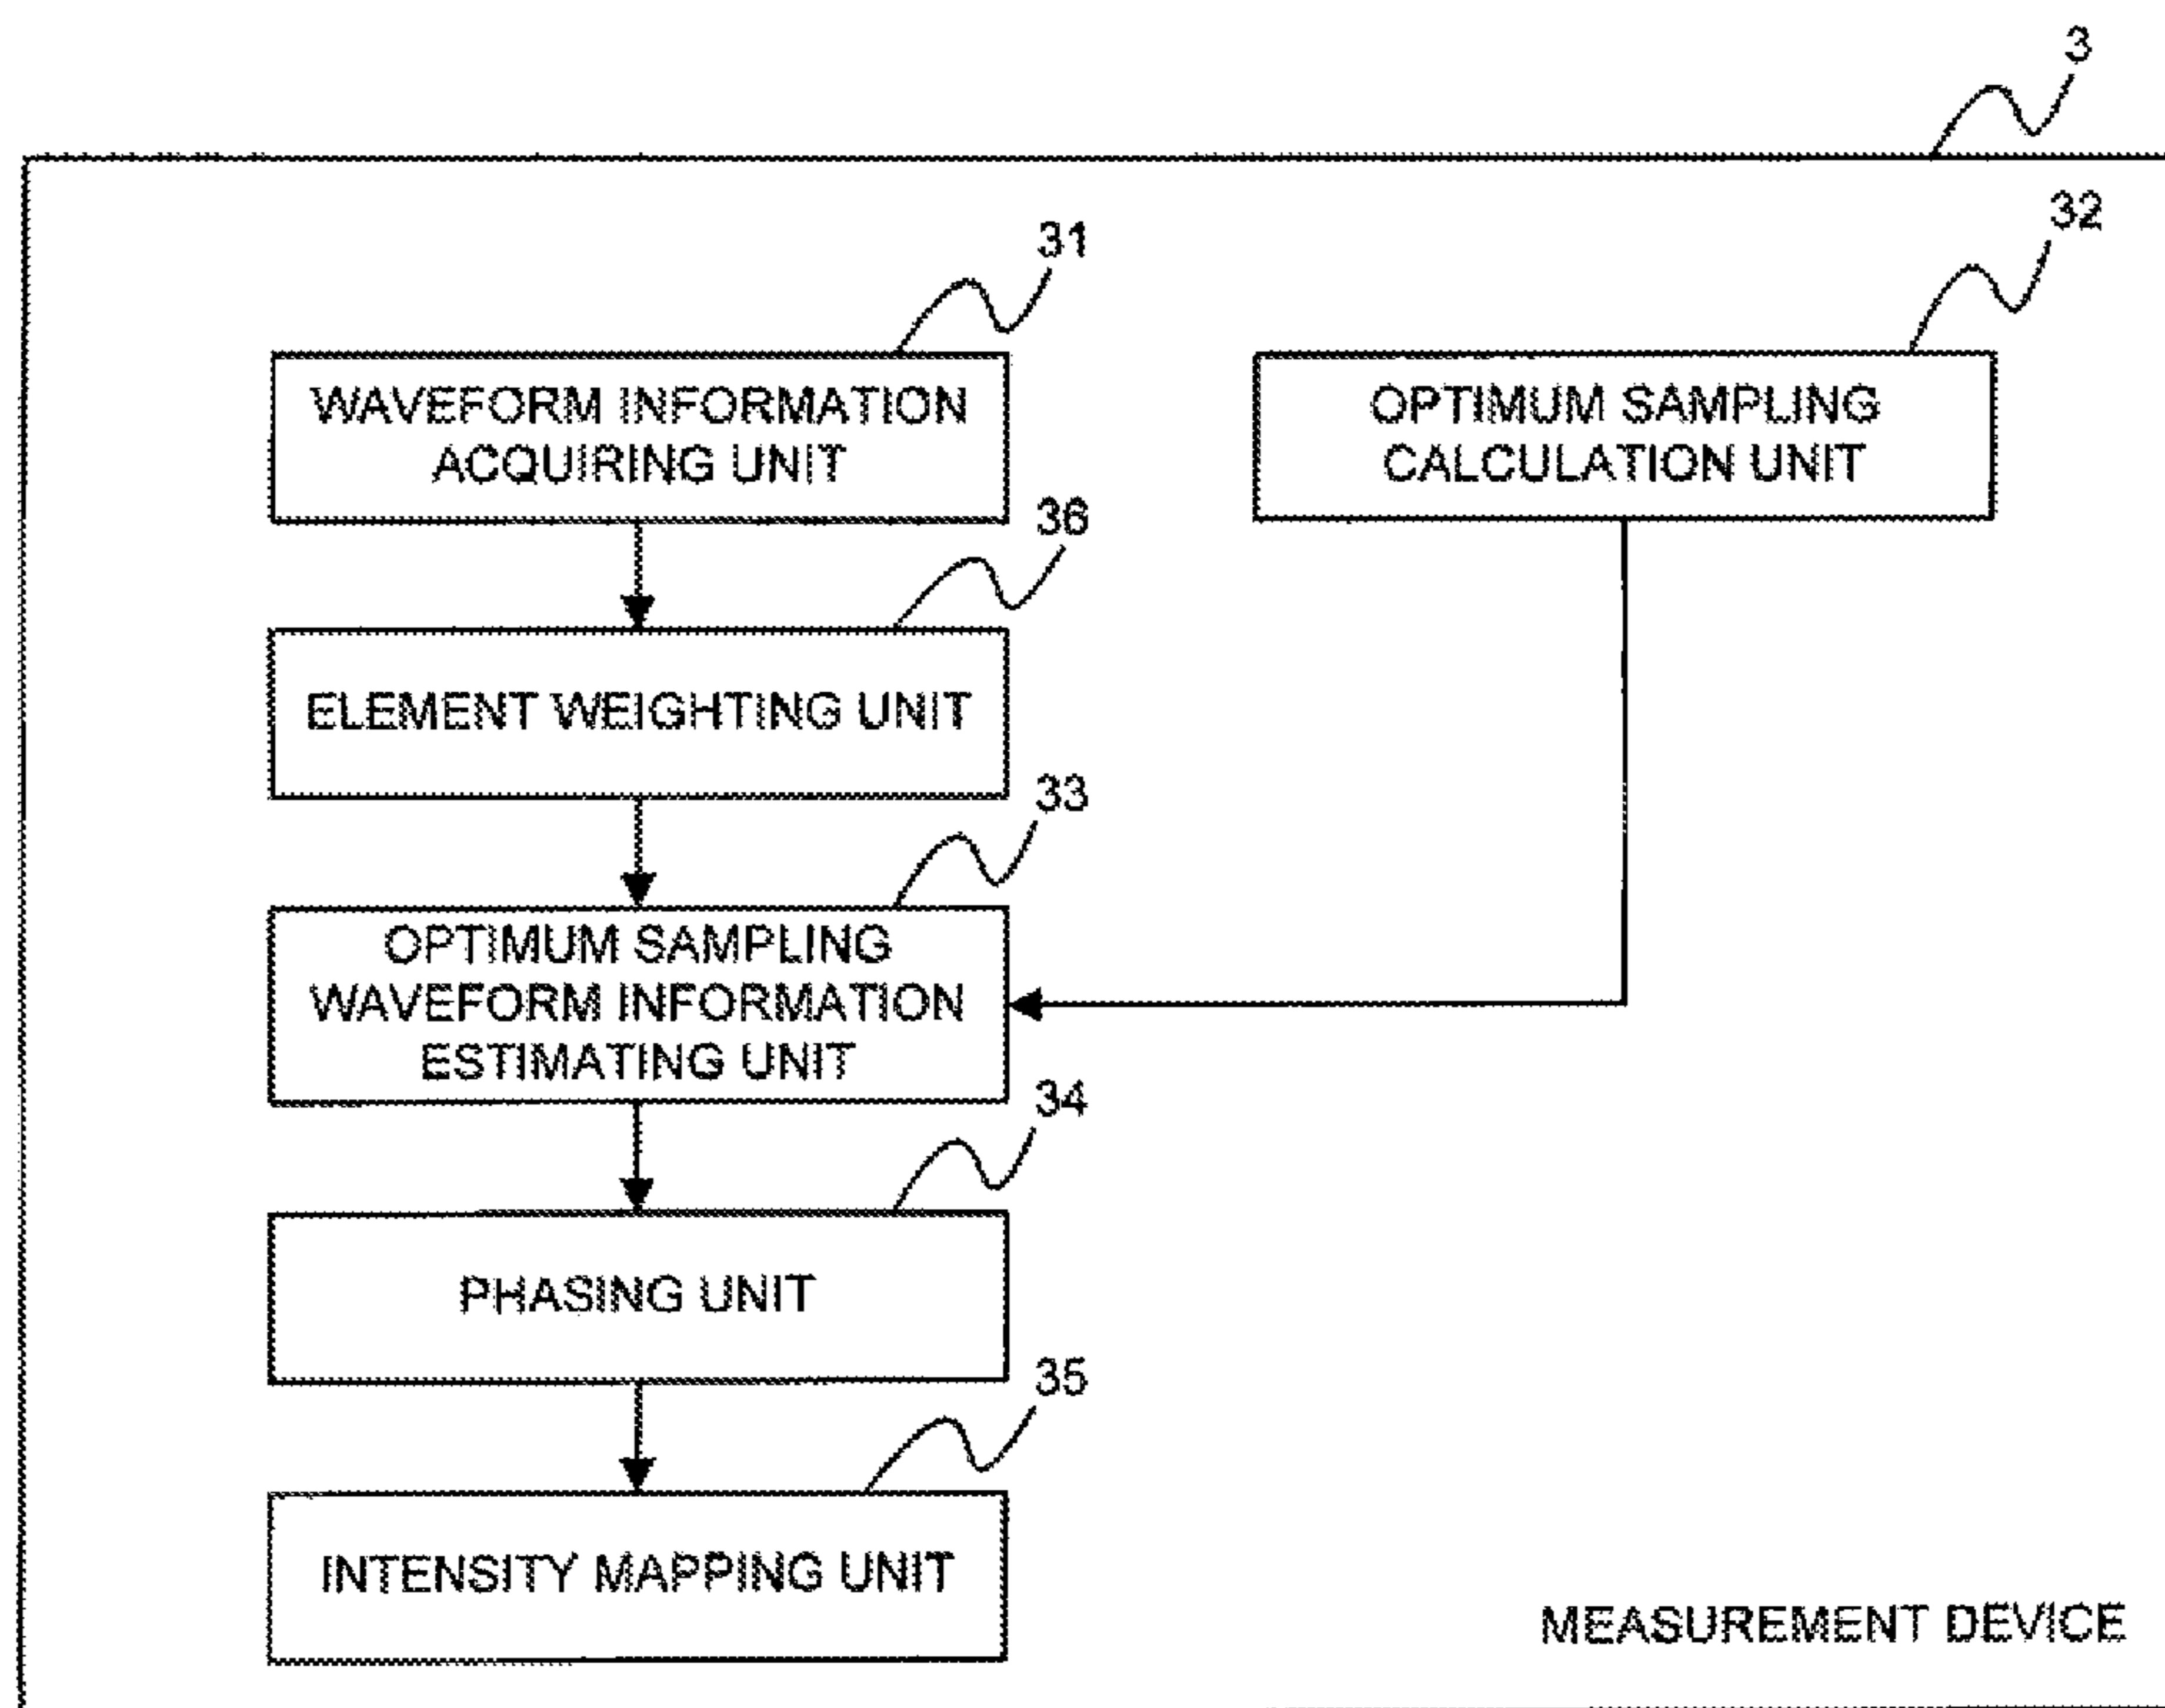 3
31
32
WAVEFORM INFORMATION
ACQUIRING UNIT
OPTIMUM SAMPLING
CALCULATION UNIT
36
ELEMENT WEIGHTING UNIT
33
OPTIMUM SAMPLING
WAVEFORM INFORMATION
ESTIMATING UNIT
34
PHASING UNIT
35
INTENSITY MAPPING UNIT
MEASUREMENT DEVICE